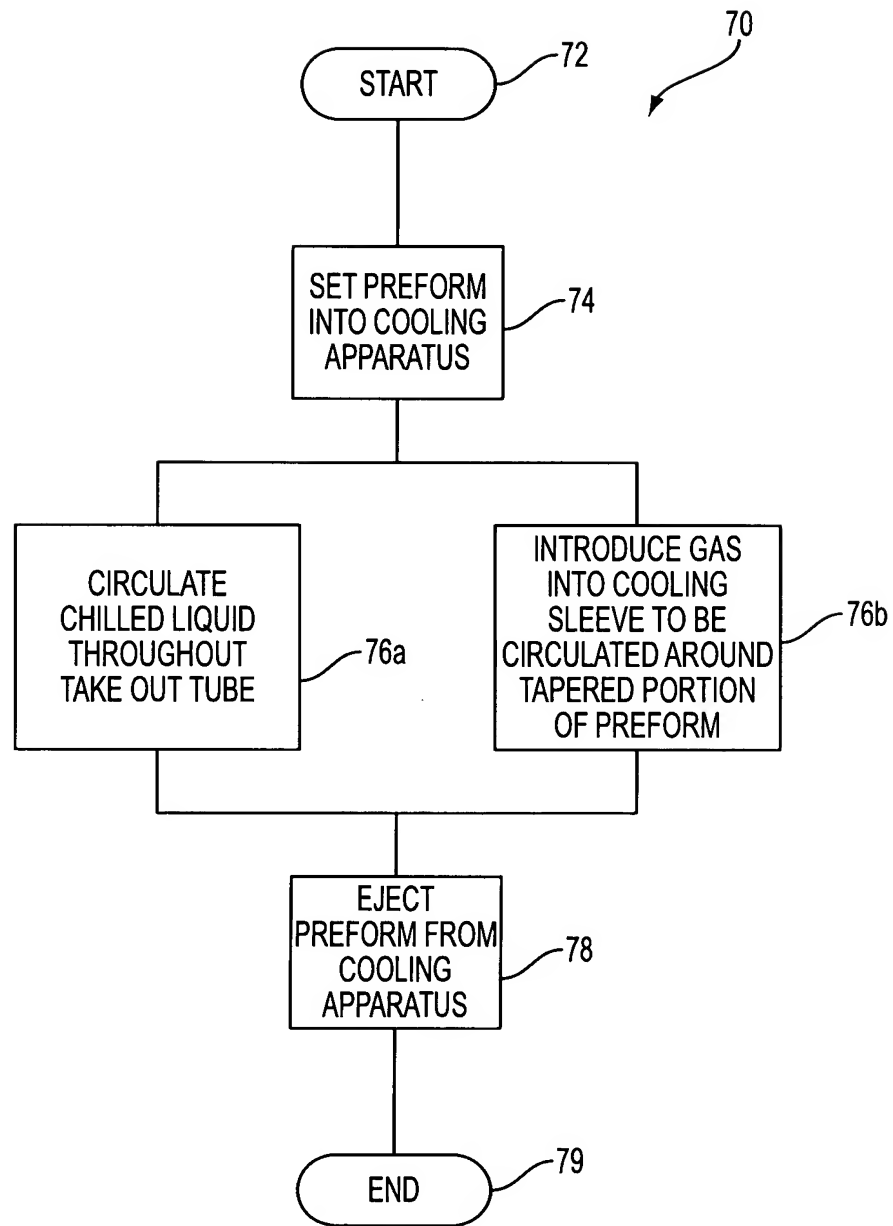 70
START
72
SET PREFORM
INTO COOLING
APPARATUS
74
CIRCULATE
CHILLED LIQUID
THROUGHOUT
TAKE OUT TUBE
76a
INTRODUCE GAS
INTO COOLING
SLEEVE TO BE
CIRCULATED AROUND
TAPERED PORTION
OF PREFORM
76b
EJECT
PREFORM FROM
COOLING
APPARATUS
78
END
79